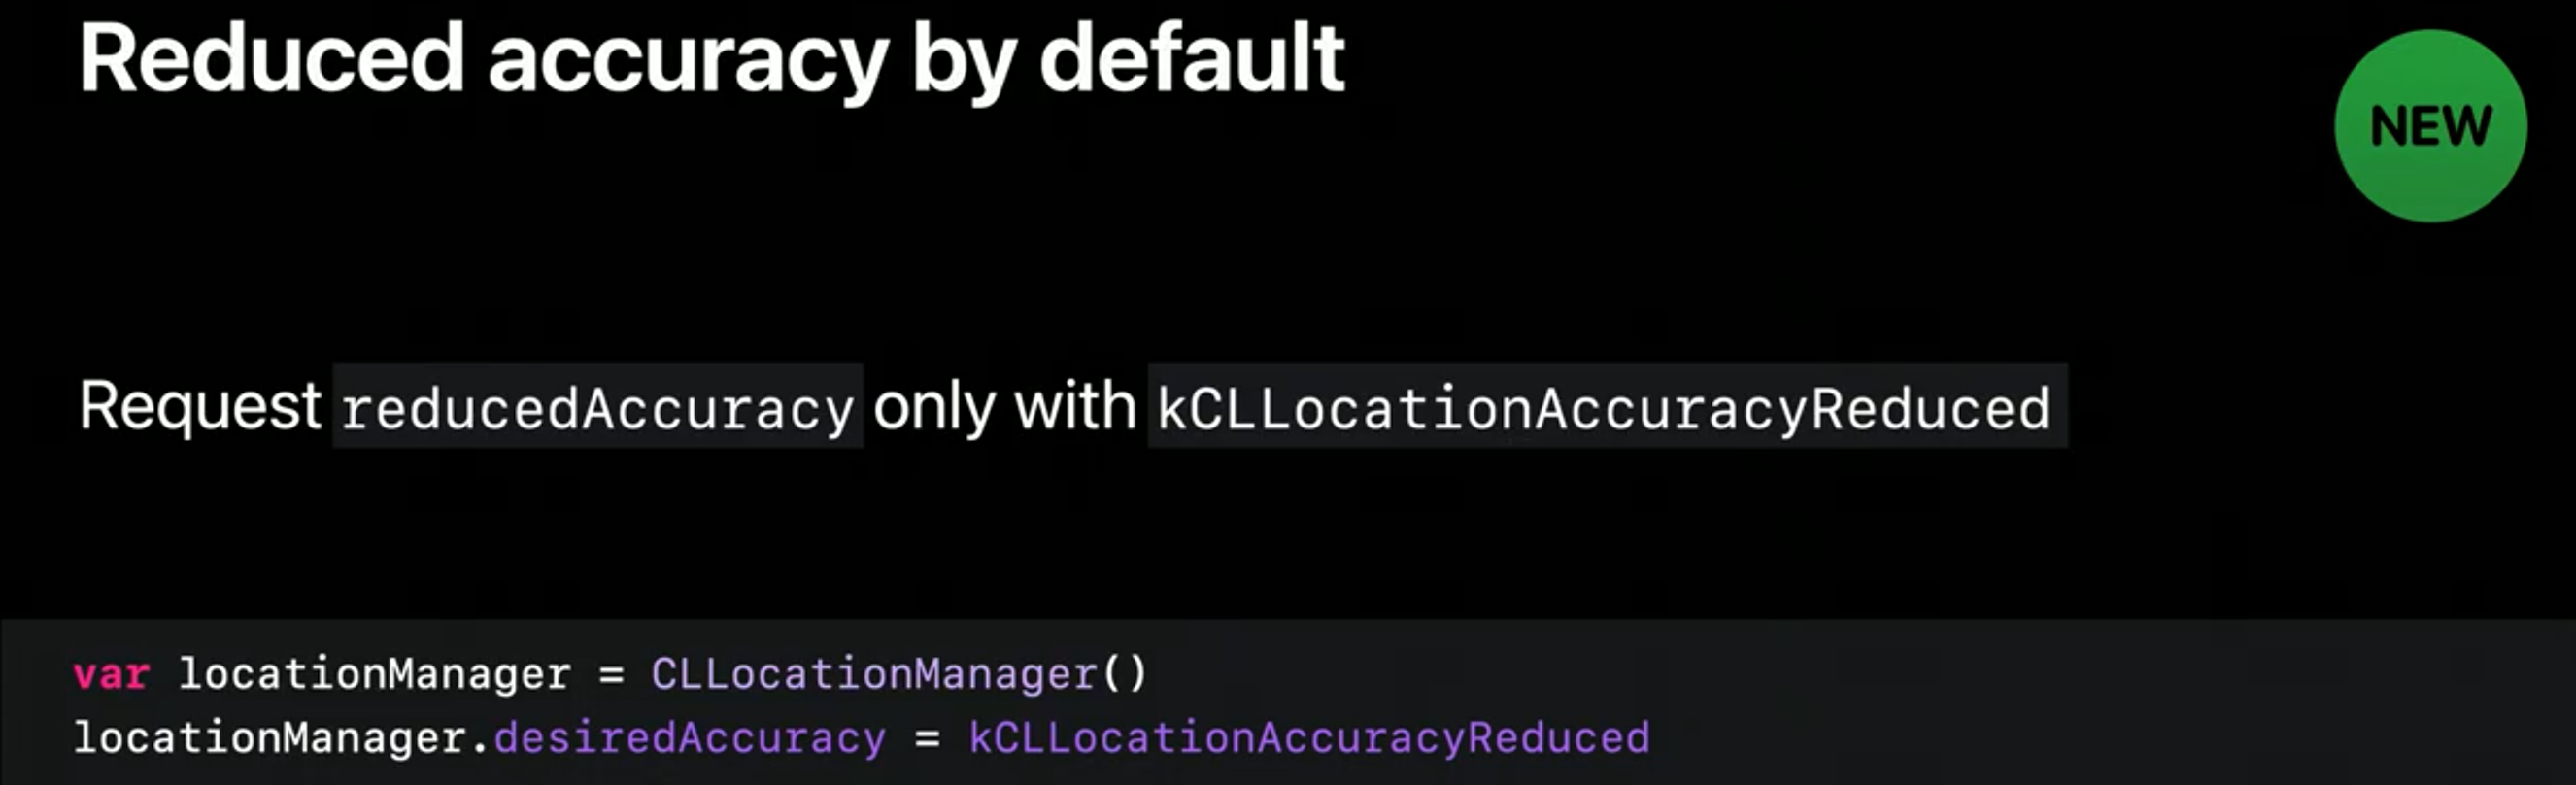 Reduced accuracy by default
NEW
Request reducedAccuracy only with kCLLocationAccuracyReduced
var locationManager = CLLocationManager()
locationManager.desiredAccuracy = kCLLocationAccuracyReduced